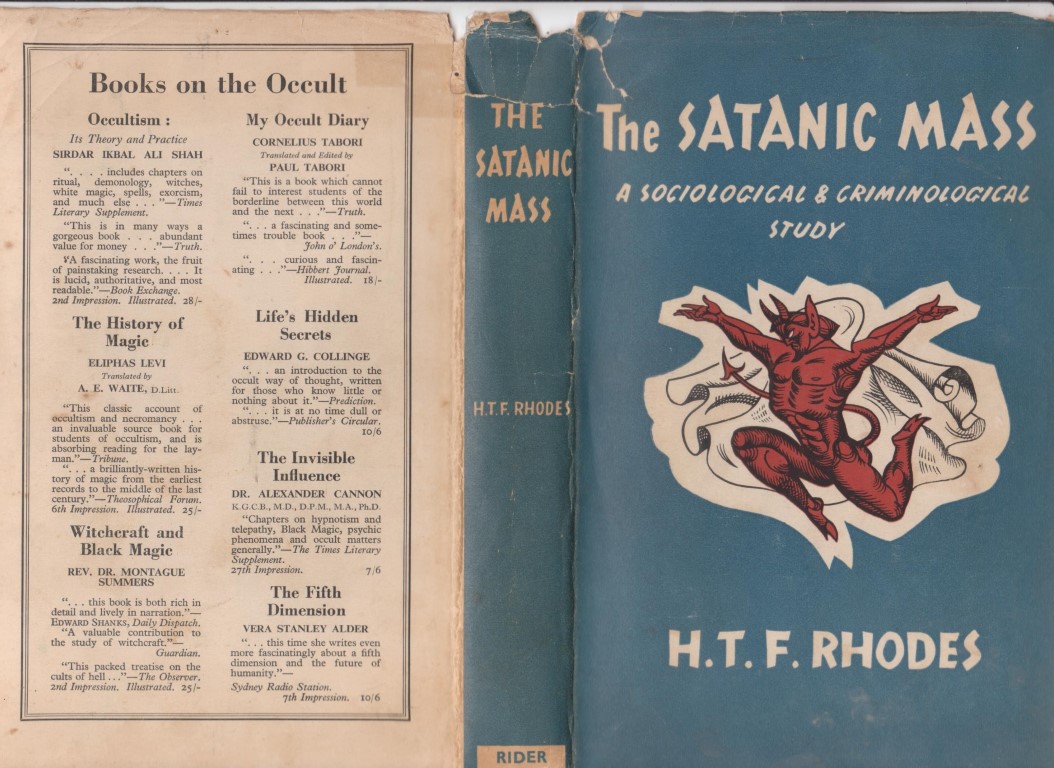 Books on the Occult
Occultism :
Its Theory and Practice
SIRDAR IKBAL ALI SHAH
“. . . . includes chapters on
ritual, demonology, witches,
white magic, spells, exorcism,
and much else . . .”—Times
Literary Supplement.
“This is in many ways a
gorgeous book . . . abundant
value for money . . .”—Truth.
“A fascinating work, the fruit
of painstaking research. . . . It
is lucid, authoritative, and most
readable.”—Book Exchange.
2nd Impression. Illustrated. 28/-
The History of
Magic
ELIPHAS LEVI
Translated by
A. E. WAITE, D.Litt.
“This classic account of
occultism and necromancy . . .
an invaluable source book for
students of occultism, and is
absorbing reading for the lay-
man.”—Tribune.
“. . . a brilliantly-written his-
tory of magic from the earliest
records to the middle of the last
century.”—Theosophical Forum.
6th Impression. Illustrated. 25/-
Witchcraft and
Black Magic
REV. DR. MONTAGUE
SUMMERS
“. . . this book is both rich in
detail and lively in narration.”—
EDWARD SHANKS, Daily Dispatch.
“A valuable contribution to
the study of witchcraft.”—
Guardian.
“This packed treatise on the
cults of hell . . .”—The Observer.
2nd Impression. Illustrated. 25/-
My Occult Diary
CORNELIUS TABORI
Translated and Edited by
PAUL TABORI
“This is a book which cannot
fail to interest students of the
borderline between this world
and the next . . .”—Truth.
“. . . a fascinating and some-
times trouble book . . .”—
John o' London's.
“. . . curious and fascin-
ating . . .”—Hibbert Journal.
Illustrated. 18/-
Life's Hidden
Secrets
EDWARD G. COLLINGE
“. . . an introduction to the
occult way of thought, written
for those who know little or
nothing about it.”—Prediction.
“. . . it is at no time dull or
abstruse.”—Publisher's Circular.
10/6
The Invisible
Influence
DR. ALEXANDER CANNON
K.G.C.B., M.D., D.P.M., M.A., Ph.D.
“Chapters on hypnotism and
telepathy, Black Magic, psychic
phenomena and occult matters
generally.”—The Times Literary
Supplement.
27th Impression. 7/6
The Fifth
Dimension
VERA STANLEY ALDER
“. . . this time she writes even
more fascinatingly about a fifth
dimension and the future of
humanity.”—
Sydney Radio Station.
7th Impression. 10/6
THE
SATANIC
MASS
H.T.F. RHODES
RIDER
The SATANIC MASS
A SOCIOLOGICAL & CRIMINOLOGICAL
STUDY
H.T.F. RHODES